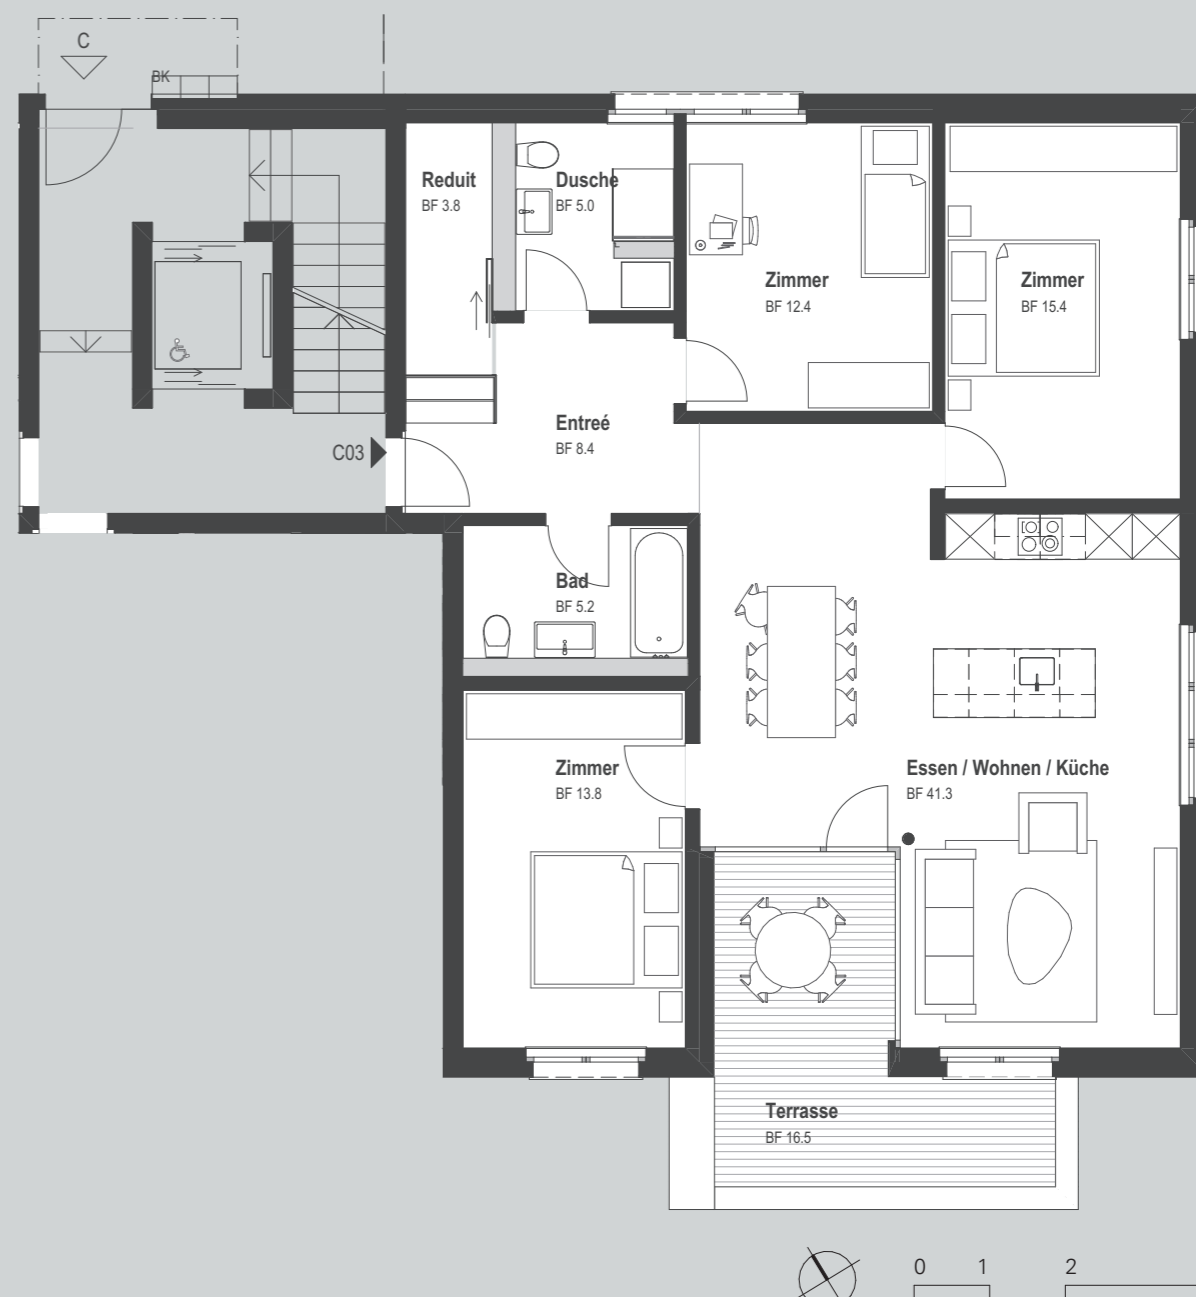 C
BK
Reduit
BF 3.8
Dusche
BF 5.0
Zimmer
BF 12.4
Zimmer
BF 15.4
Entreé
BF 8.4
C03
Bad
BF 5.2
Zimmer
BF 13.8
Essen / Wohnen / Küche
BF 41.3
Terrasse
BF 16.5
0 1 2